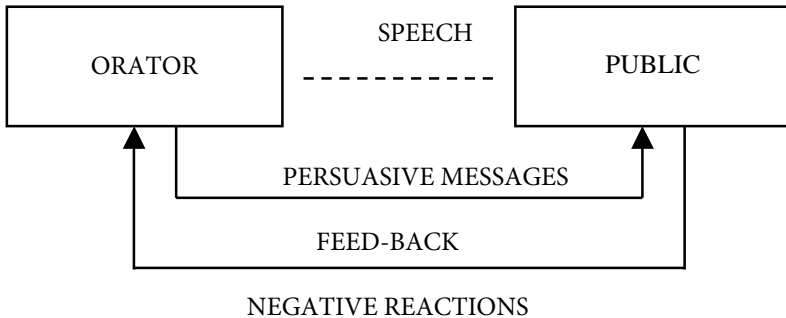 SPEECH
ORATOR
PUBLIC
PERSUASIVE MESSAGES
FEED-BACK
NEGATIVE REACTIONS